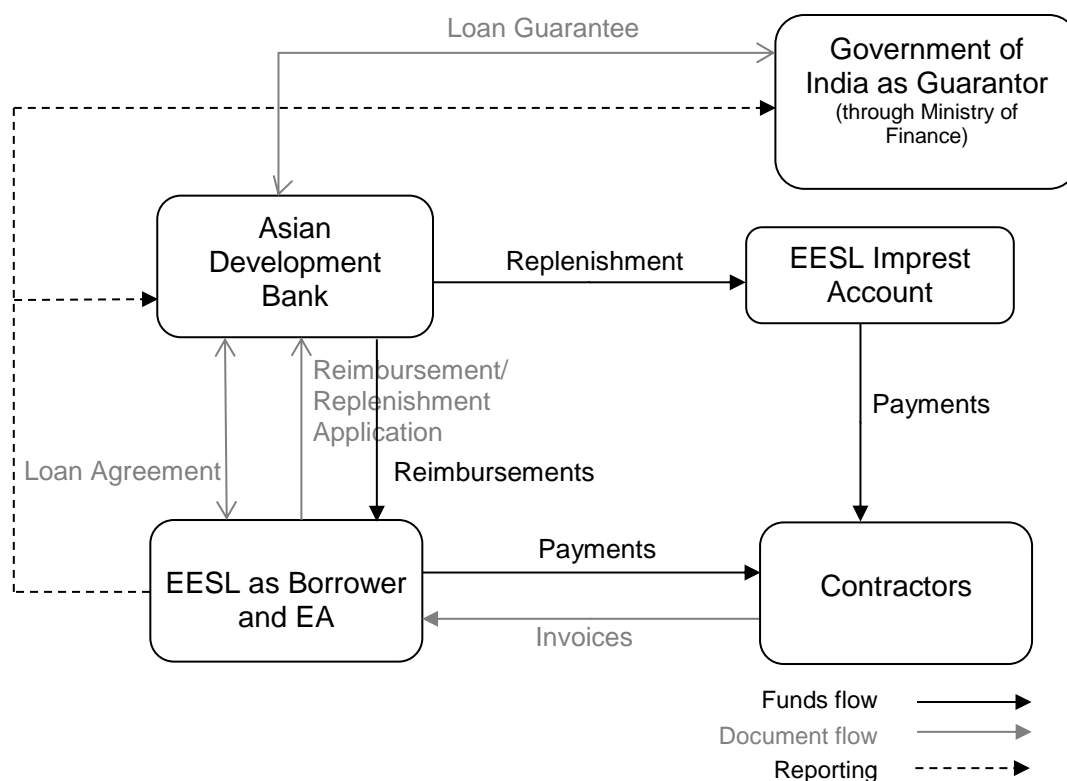 Loan Guarantee
Government of
India as Guarantor
(through Ministry of
Finance)
Asian
Development
Bank
Replenishment
EESL Imprest
Account
Reimbursement/
Replenishment
Application
Payments
Loan Agreement
Reimbursements
EESL as Borrower
and EA
Payments
Contractors
Invoices
Funds flow
Document flow
Reporting